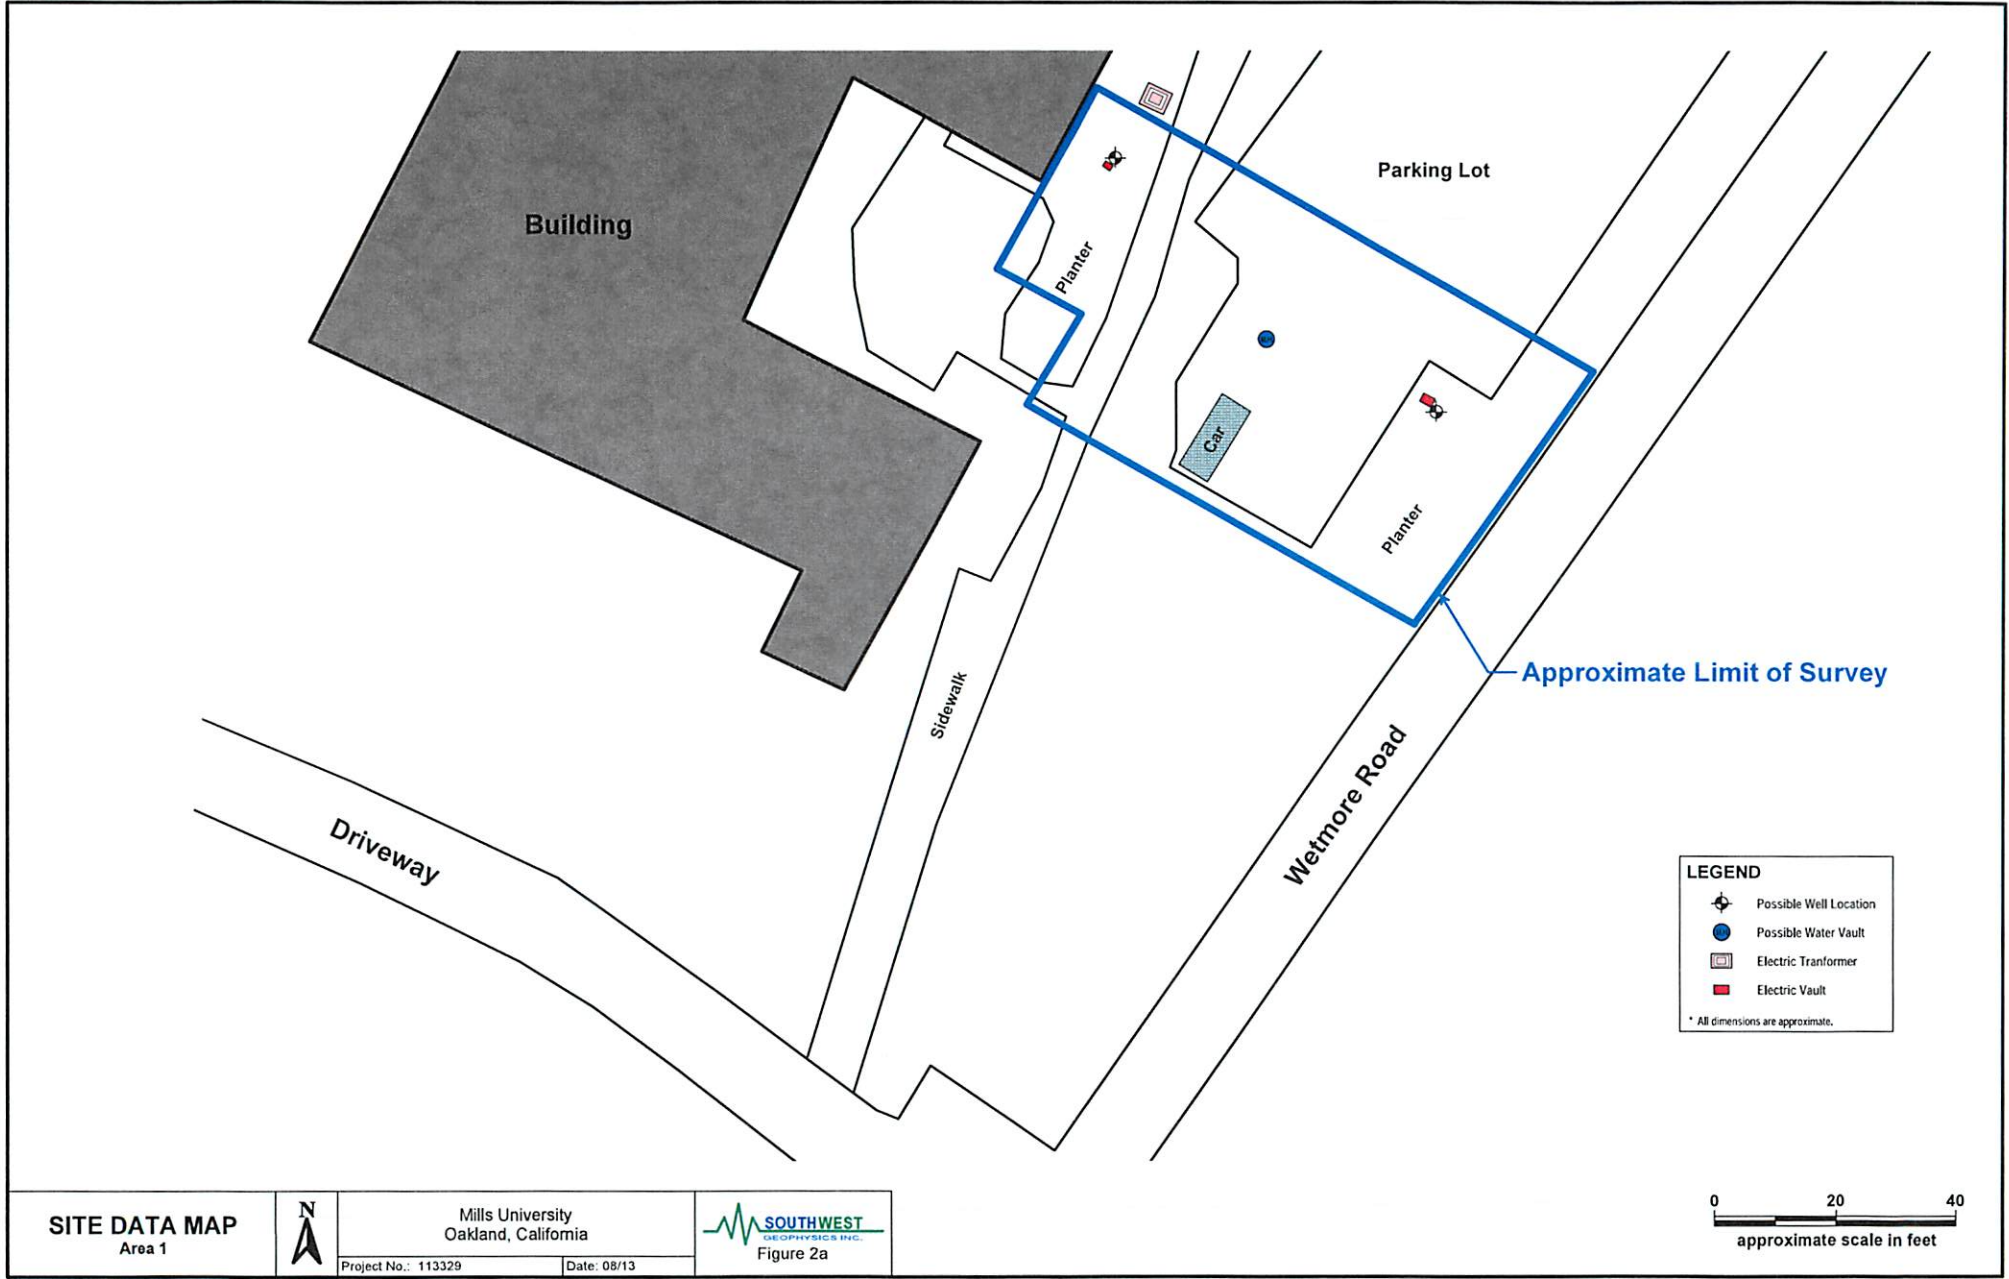 Building
Parking Lot
Planter
Car
Planter
Approximate Limit of Survey
Sidewalk
Wetmore Road
Driveway
LEGEND
Possible Well Location
Possible Water Vault
Electric Tranformer
Electric Vault
* All dimensions are approximate.
0 20 40
approximate scale in feet
SITE DATA MAP
Area 1
N
Mills University
Oakland, California
Project No.: 113329
Date: 08/13
SOUTHWEST
GEOPHYSICS INC.
Figure 2a